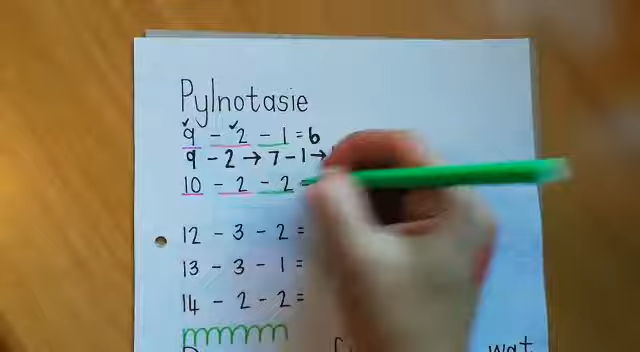 Pylnotasie
9 - 2 - 1 = 6
9 - 2 → 7 - 1 →
10 - 2 - 2 =
12 - 3 - 2 =
13 - 3 - 1 =
14 - 2 - 2 =
wat